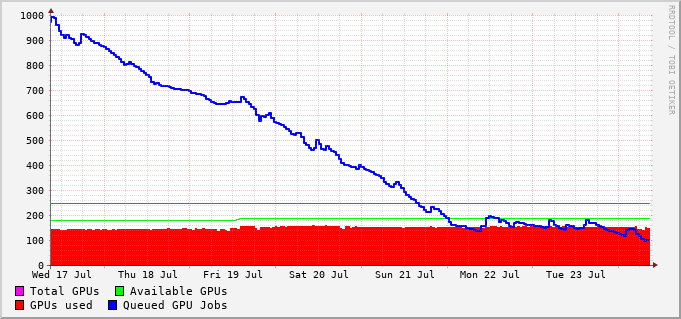 1000
900
800
700
600
500
400
300
200
100
0
Wed 17 Jul Thu 18 Jul Fri 19 Jul Sat 20 Jul Sun 21 Jul Mon 22 Jul Tue 23 Jul
Total GPUs Available GPUs
GPUs used Queued GPU Jobs
RRDTOOL / TOBI OETIKER